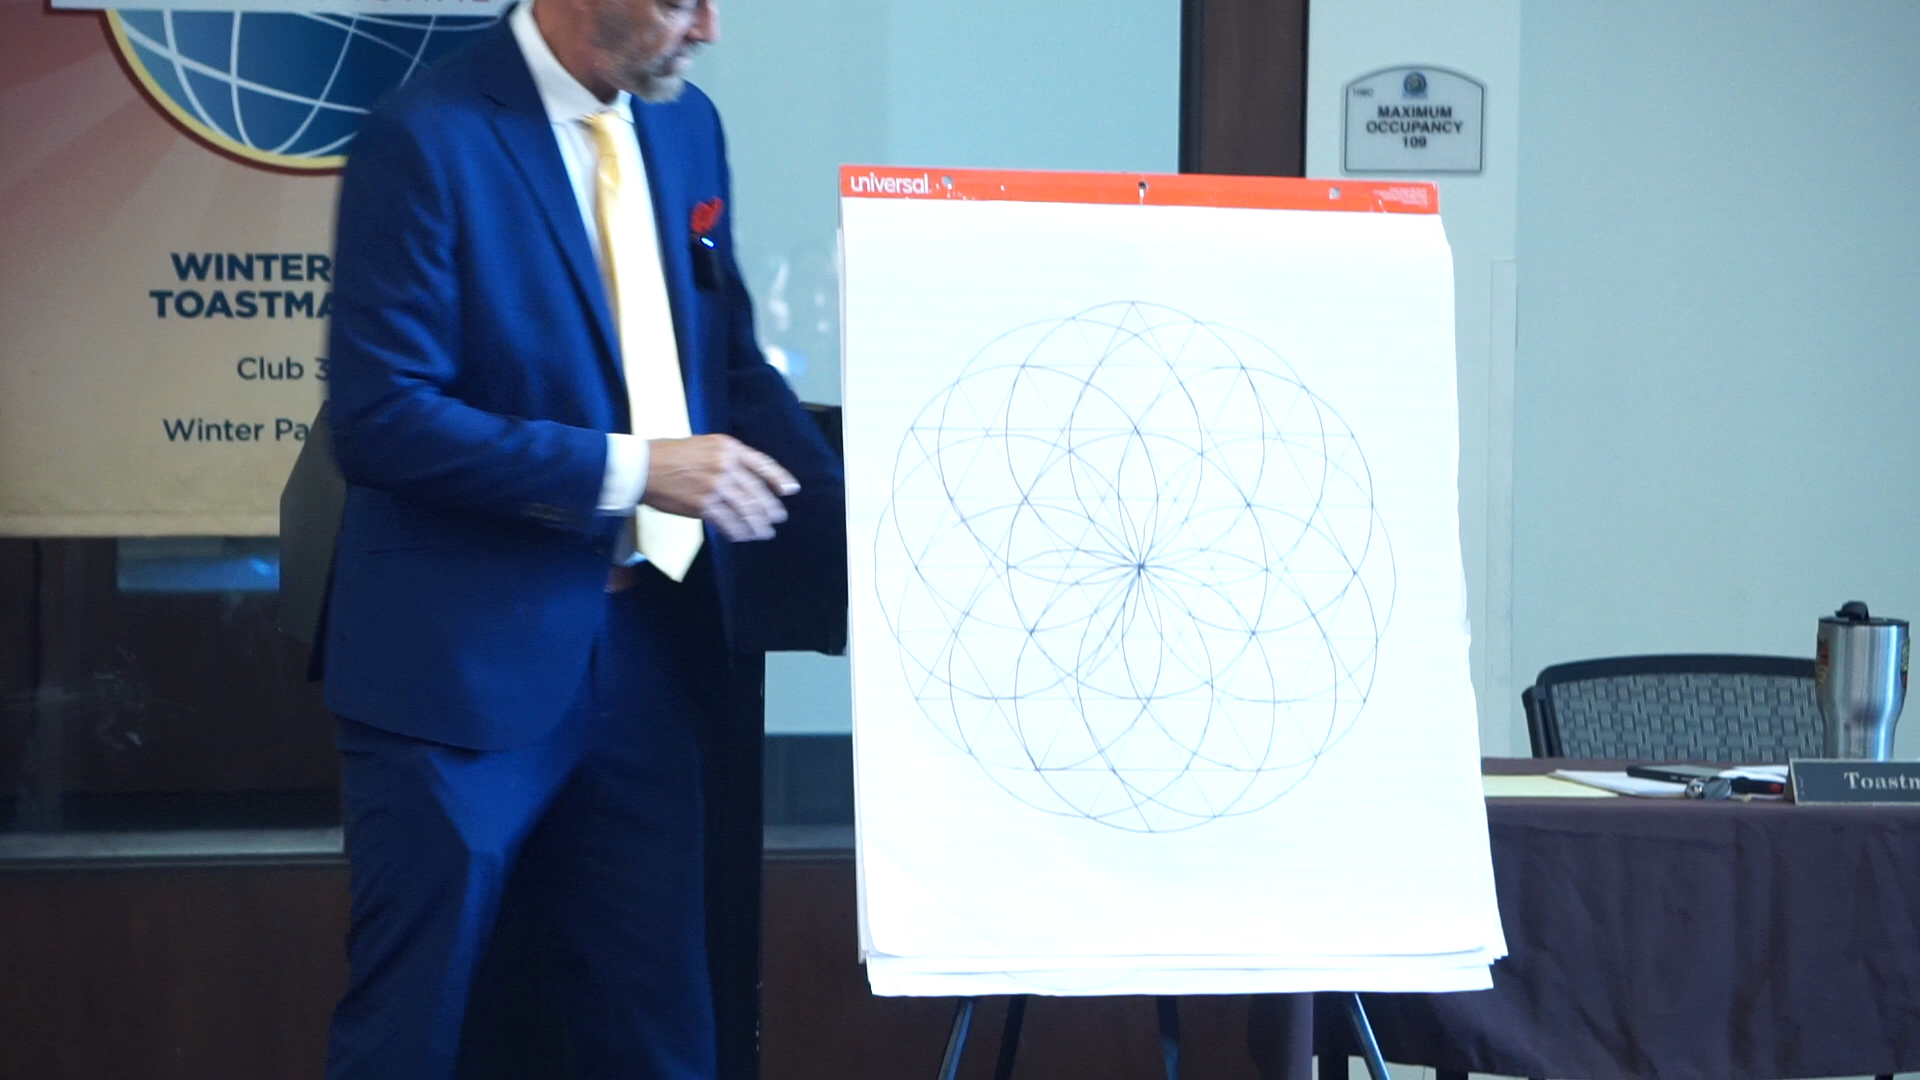 WINTER
TOASTMA
Club 3
Winter Pa
universal
MAXIMUM
OCCUPANCY
109
Toastm